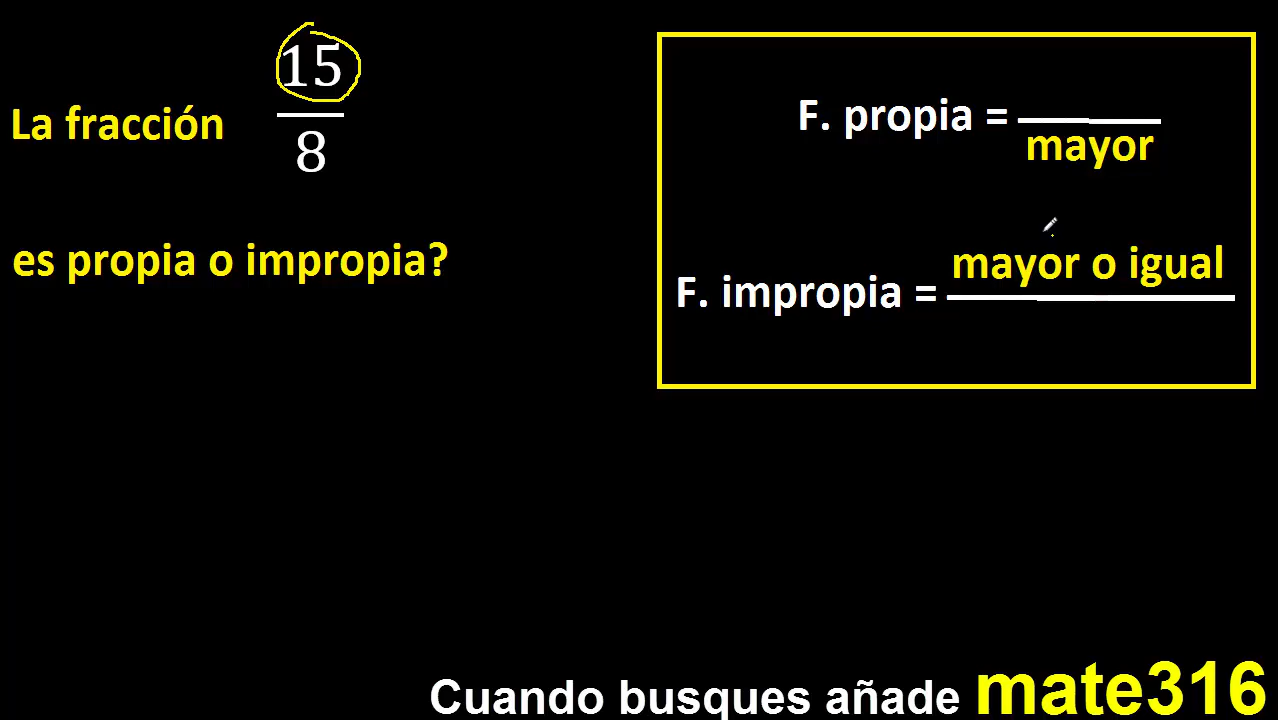 La fracción 15/8
es propia o impropia?
F. propia = ‾‾‾‾‾
mayor
mayor o igual
F. impropia = ‾‾‾‾‾
Cuando busques añade mate316